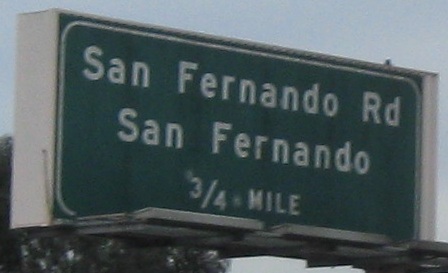 San Fernando Rd
San Fernando
3/4 MILE